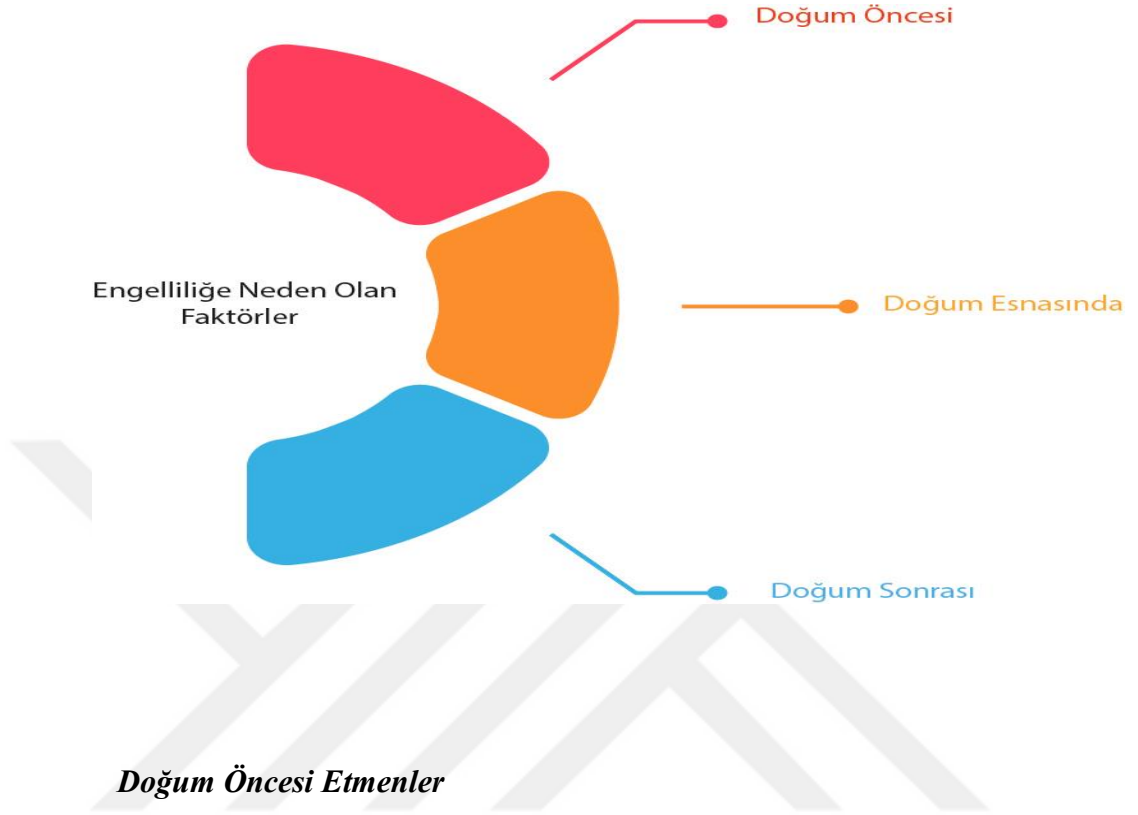 Doğum Öncesi
Engelliliğe Neden Olan
Faktörler
Doğum Esnasında
Doğum Sonrası
Doğum Öncesi Etmenler